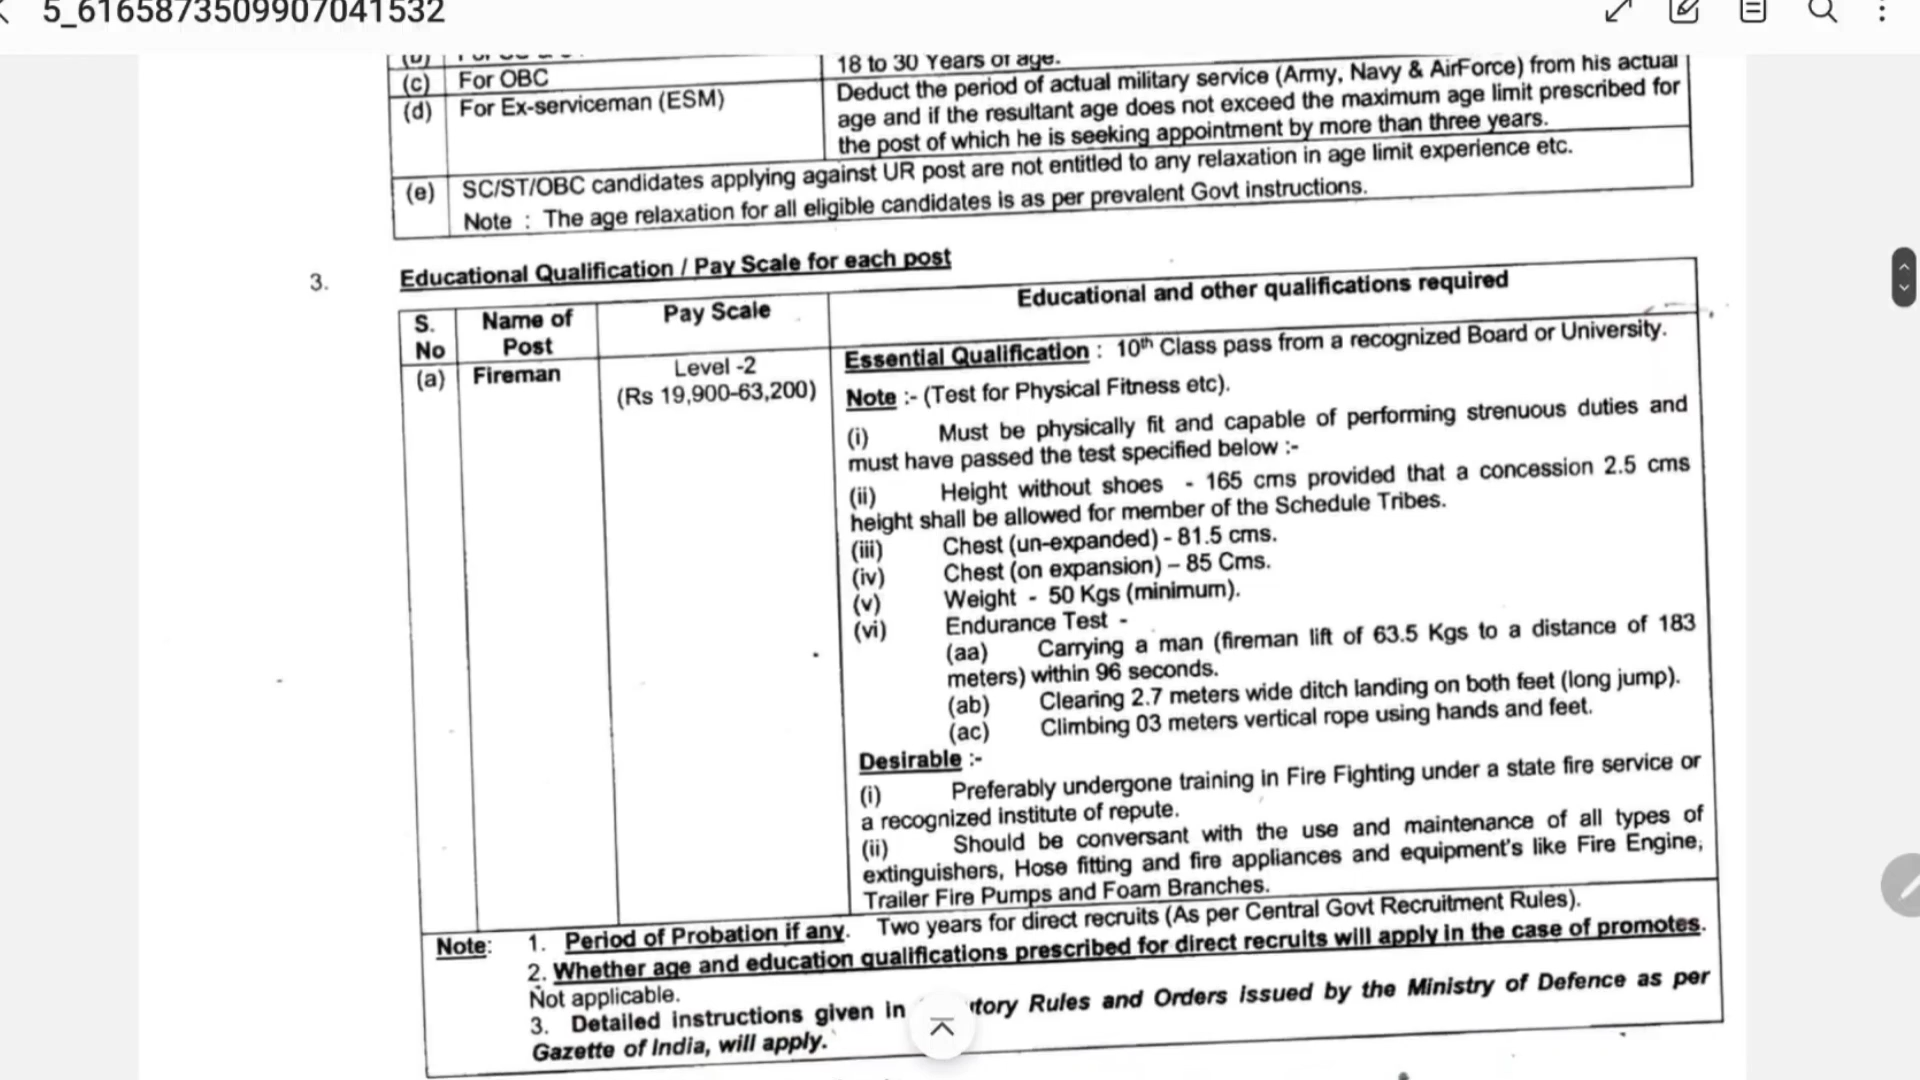 5_6165873509907041532
(c) For OBC
18 to 30 Years of age.
(d) For Ex-serviceman (ESM)
Deduct the period of actual military service (Army, Navy & AirForce) from his actual
age and if the resultant age does not exceed the maximum age limit prescribed for
the post of which he is seeking appointment by more than three years.
(e) SC/ST/OBC candidates applying against UR post are not entitled to any relaxation in age limit experience etc.
Note : The age relaxation for all eligible candidates is as per prevalent Govt instructions.
3. Educational Qualification / Pay Scale for each post
S. No
Name of Post
Pay Scale
Educational and other qualifications required
(a) Fireman
Level -2
(Rs 19,900-63,200)
Essential Qualification : 10th Class pass from a recognized Board or University.
Note :- (Test for Physical Fitness etc).
(i) Must be physically fit and capable of performing strenuous duties and
must have passed the test specified below :-
(ii) Height without shoes - 165 cms provided that a concession 2.5 cms
height shall be allowed for member of the Schedule Tribes.
(iii) Chest (un-expanded) - 81.5 cms.
(iv) Chest (on expansion) – 85 Cms.
(v) Weight - 50 Kgs (minimum).
(vi) Endurance Test -
(aa) Carrying a man (fireman lift of 63.5 Kgs to a distance of 183
meters) within 96 seconds.
(ab) Clearing 2.7 meters wide ditch landing on both feet (long jump).
(ac) Climbing 03 meters vertical rope using hands and feet.
Desirable :-
(i) Preferably undergone training in Fire Fighting under a state fire service or
a recognized institute of repute.
(ii) Should be conversant with the use and maintenance of all types of
extinguishers, Hose fitting and fire appliances and equipment's like Fire Engine,
Trailer Fire Pumps and Foam Branches.
Note: 1. Period of Probation if any. Two years for direct recruits (As per Central Govt Recruitment Rules).
2. Whether age and education qualifications prescribed for direct recruits will apply in the case of promotes.
Not applicable.
3. Detailed instructions given in utory Rules and Orders issued by the Ministry of Defence as per
Gazette of India, will apply.